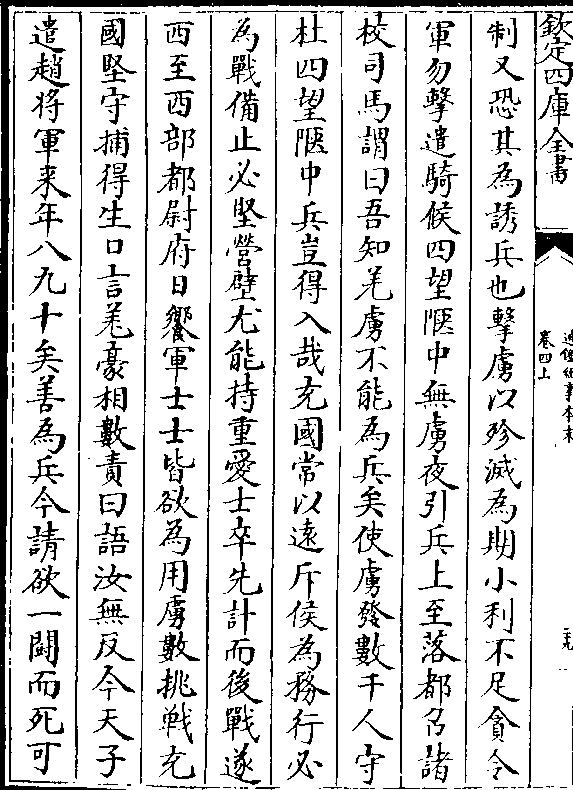 欽定四庫全書
通鑑紀事本末
卷四上
制又恐其為誘兵也擊虜以殄滅為期小利不足貪令
軍勿擊遣騎候四望陿中無虜夜引兵上至落都召諸
校司馬謂曰吾知羌虜不能為兵矣使虜發數千人守
杜四望陿中兵豈得入哉充國常以遠斥候為務行必
為戰備止必堅營壁尤能持重愛士卒先計而後戰遂
西至西部都尉府日饗軍士士皆欲為用虜數挑戰充
國堅守捕得生口言羌豪相數責曰語汝無反今天子
遣趙將軍来年八九十矣善為兵今請欲一鬬而死可